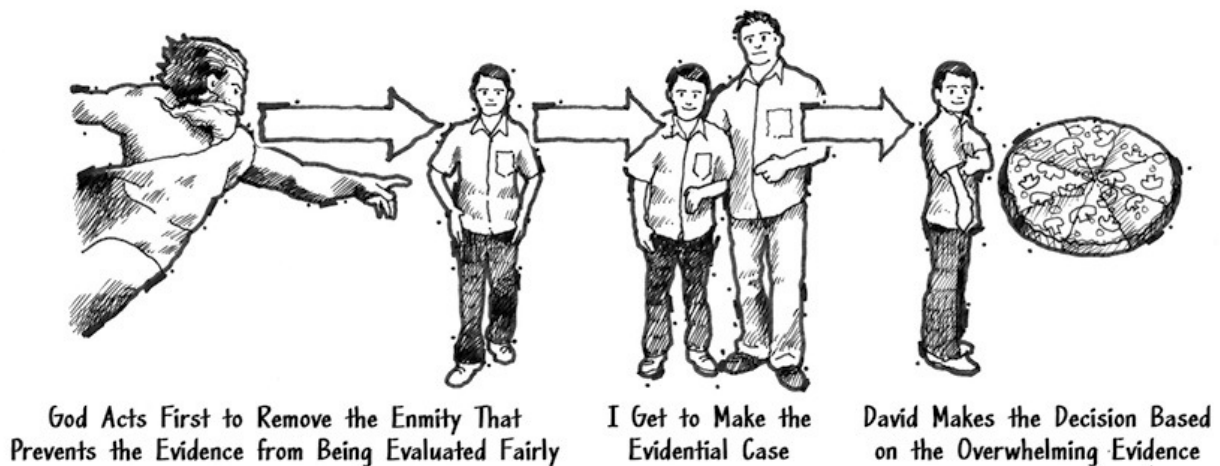 God Acts First to Remove the Enmity That
Prevents the Evidence from Being Evaluated Fairly
I Get to Make the
Evidential Case
David Makes the Decision Based
on the Overwhelming Evidence